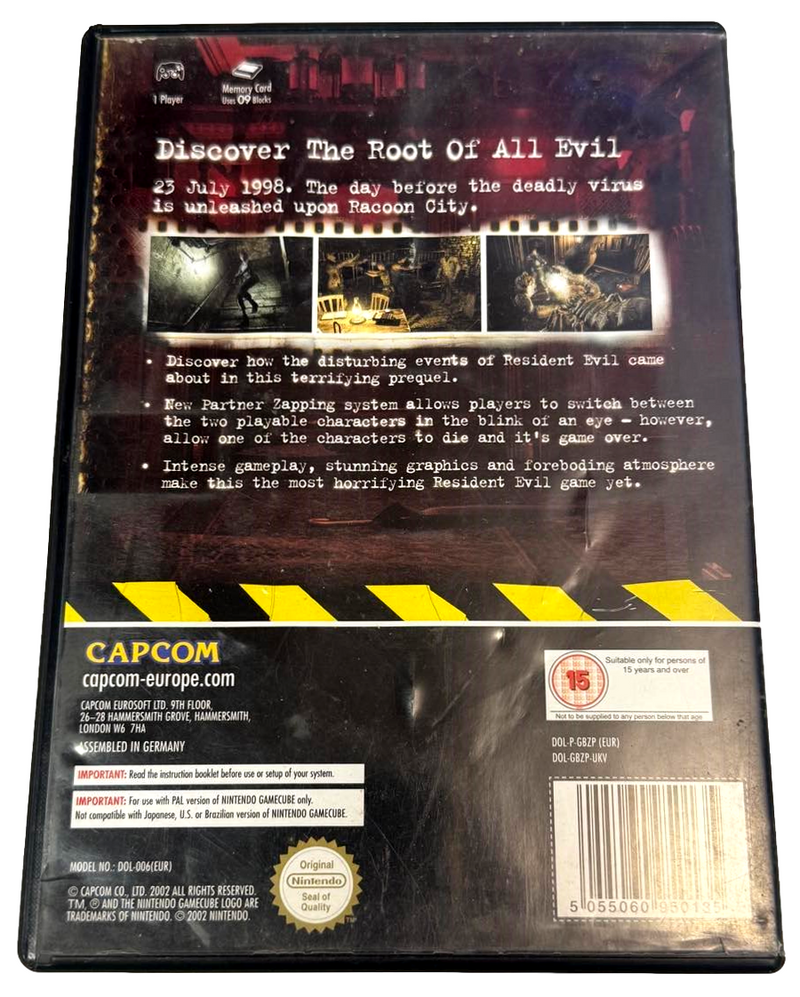 1 Player
Memory Card
Uses 09 Blocks
Discover The Root Of All Evil
23 July 1998. The day before the deadly virus
is unleashed upon Racoon City.
• Discover how the disturbing events of Resident Evil came
about in this terrifying prequel.
• New Partner Zapping system allows players to switch between
the two playable characters in the blink of an eye – however,
allow one of the characters to die and it's game over.
• Intense gameplay, stunning graphics and foreboding atmosphere
make this the most horrifying Resident Evil game yet.
CAPCOM
capcom-europe.com
CAPCOM EUROSOFT LTD. 9TH FLOOR,
26–28 HAMMERSMITH GROVE, HAMMERSMITH,
LONDON W6 7HA
ASSEMBLED IN GERMANY
IMPORTANT: Read the instruction booklet before use or setup of your system.
IMPORTANT: For use with PAL version of NINTENDO GAMECUBE only.
Not compatible with Japanese, U.S. or Brazilian version of NINTENDO GAMECUBE.
MODEL NO.: DOL-006(EUR)
© CAPCOM CO., LTD. 2002 ALL RIGHTS RESERVED.
TM, ® AND THE NINTENDO GAMECUBE LOGO ARE
TRADEMARKS OF NINTENDO. © 2002 NINTENDO.
Original
Nintendo
Seal of
Quality
TM
15
Suitable only for persons of
15 years and over
Not to be supplied to any person below that age
DOL-P-GBZP (EUR)
DOL-GBZP-UKV
5 055060